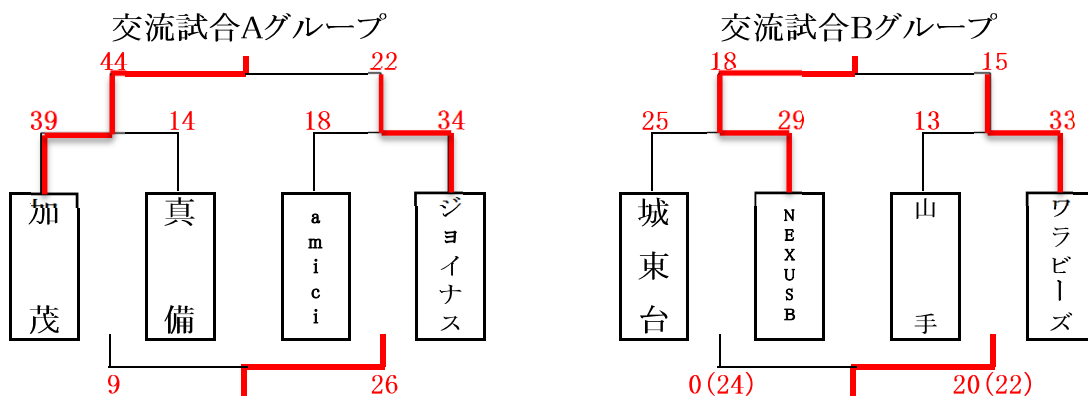 交流試合Aグループ
44
22
39
14
18
34
加茂
真備
amici
ジョイナス
9
26
交流試合Bグループ
18
15
25
29
13
33
城東台
NEXUSB
山手
ワラビーズ
0(24)
20(22)